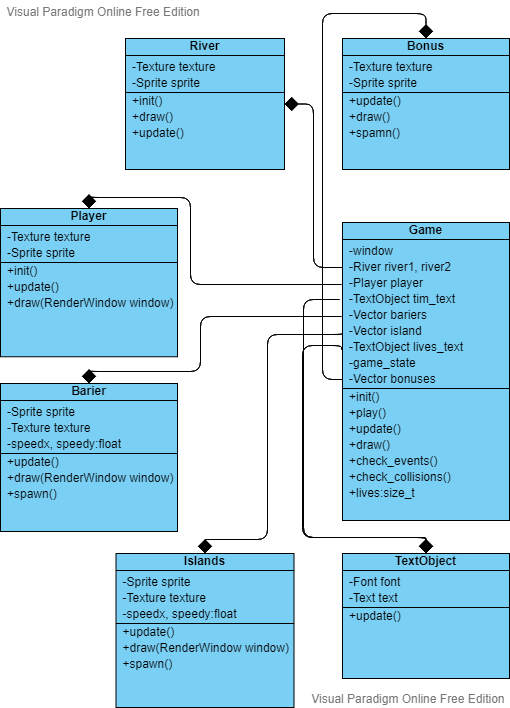 Visual Paradigm Online Free Edition
River
-Texture texture
-Sprite sprite
+init()
+draw()
+update()
Bonus
-Texture texture
-Sprite sprite
+update()
+draw()
+spamn()
Player
-Texture texture
-Sprite sprite
+init()
+update()
+draw(RenderWindow window)
Game
-window
-River river1, river2
-Player player
-TextObject tim_text
-Vector bariers
-Vector island
-TextObject lives_text
-game_state
-Vector bonuses
+init()
+play()
+update()
+draw()
+check_events()
+check_collisions()
+lives:size_t
Barier
-Sprite sprite
-Texture texture
-speedx, speedy:float
+update()
+draw(RenderWindow window)
+spawn()
Islands
-Sprite sprite
-Texture texture
-speedx, speedy:float
+update()
+draw(RenderWindow window)
+spawn()
TextObject
-Font font
-Text text
+update()
Visual Paradigm Online Free Edition